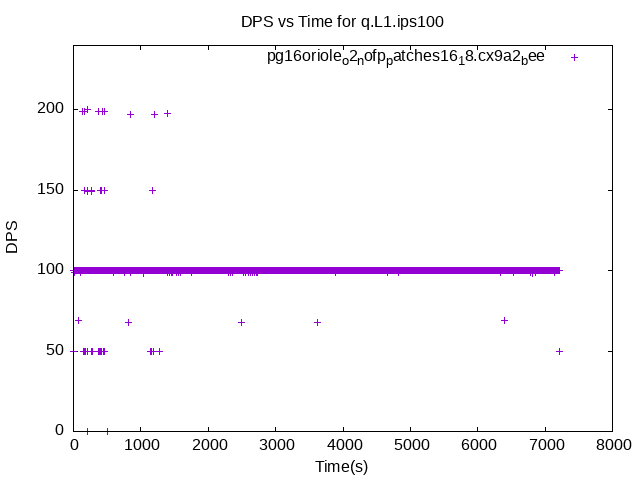 DPS vs Time for q.L1.ips100
pg16oriole_o2_nofp_patches16_18.cx9a2_bee
200
150
100
50
0
DPS
0 1000 2000 3000 4000 5000 6000 7000 8000
Time(s)